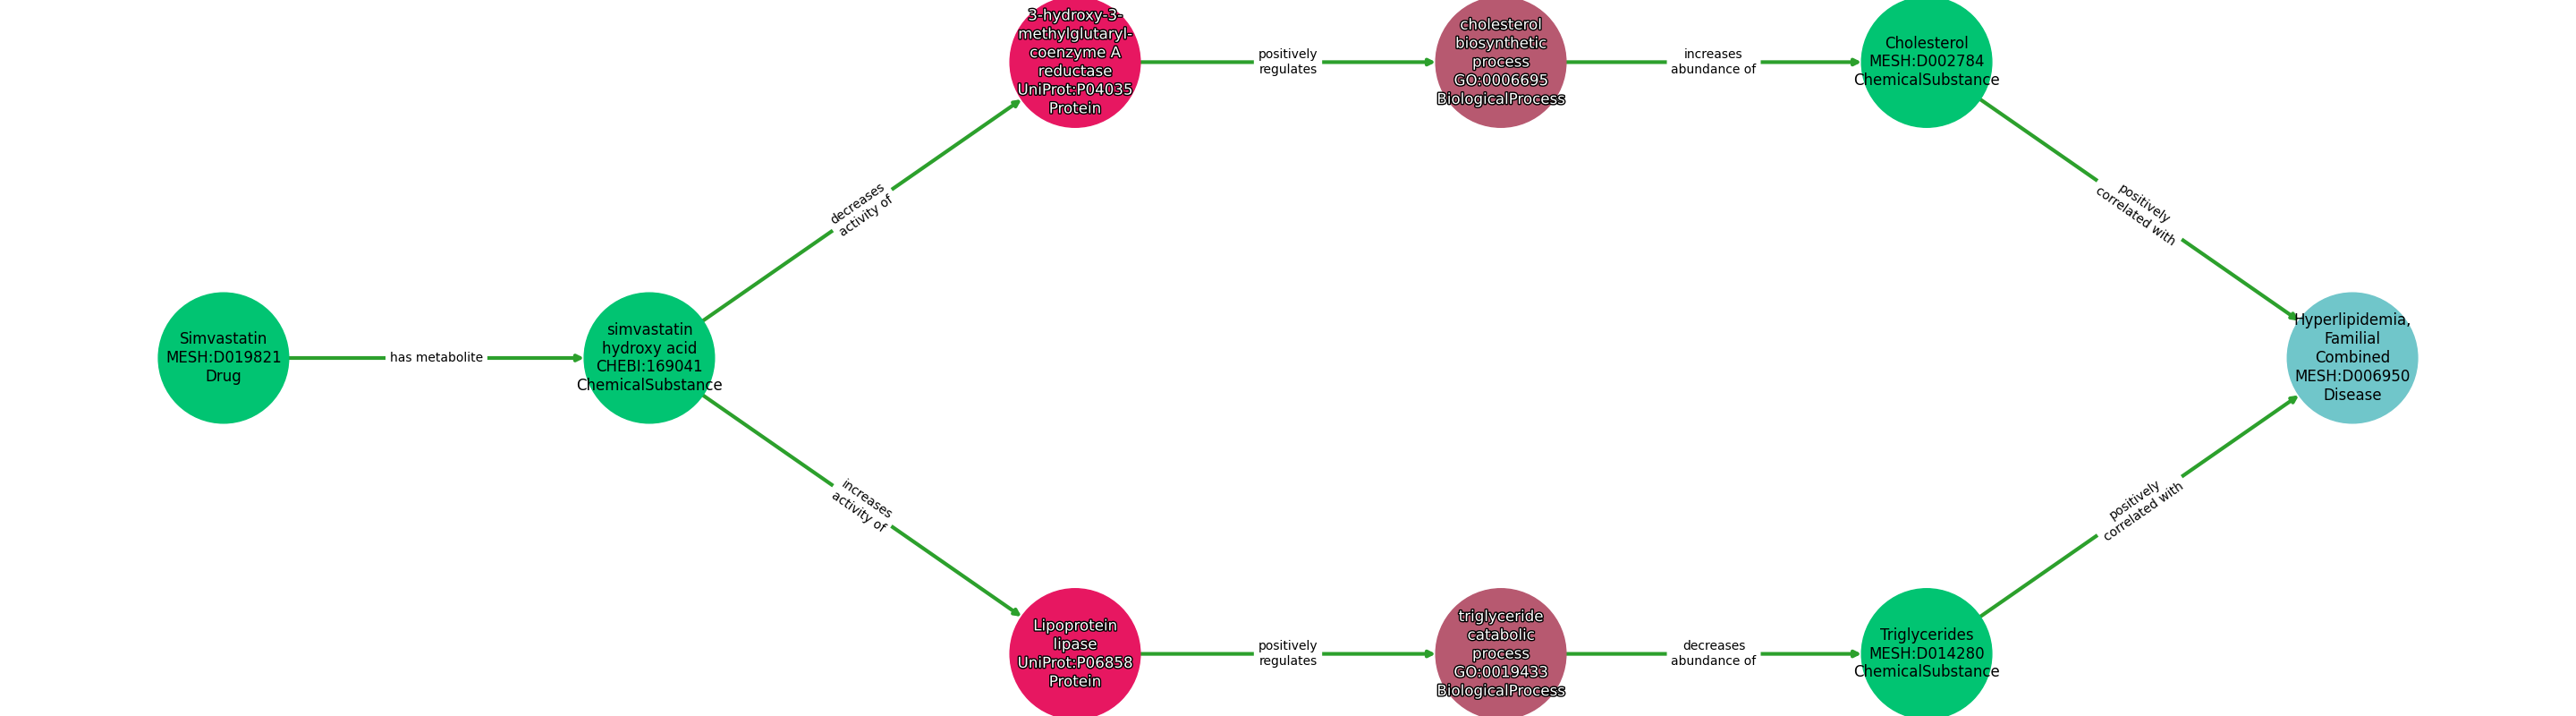 3-hydroxy-3-
methylglutaryl-
coenzyme A
reductase
UniProt:P04035
Protein
positively
regulates
cholesterol
biosynthetic
process
GO:0006695
BiologicalProcess
increases
abundance of
Cholesterol
MESH:D002784
ChemicalSubstance
decreases
activity of
positively
correlated with
Simvastatin
MESH:D019821
Drug
has metabolite
simvastatin
hydroxy acid
CHEBI:169041
ChemicalSubstance
Hyperlipidemia,
Familial
Combined
MESH:D006950
Disease
increases
activity of
positively
correlated with
Lipoprotein
lipase
UniProt:P06858
Protein
positively
regulates
triglyceride
catabolic
process
GO:0019433
BiologicalProcess
decreases
abundance of
Triglycerides
MESH:D014280
ChemicalSubstance